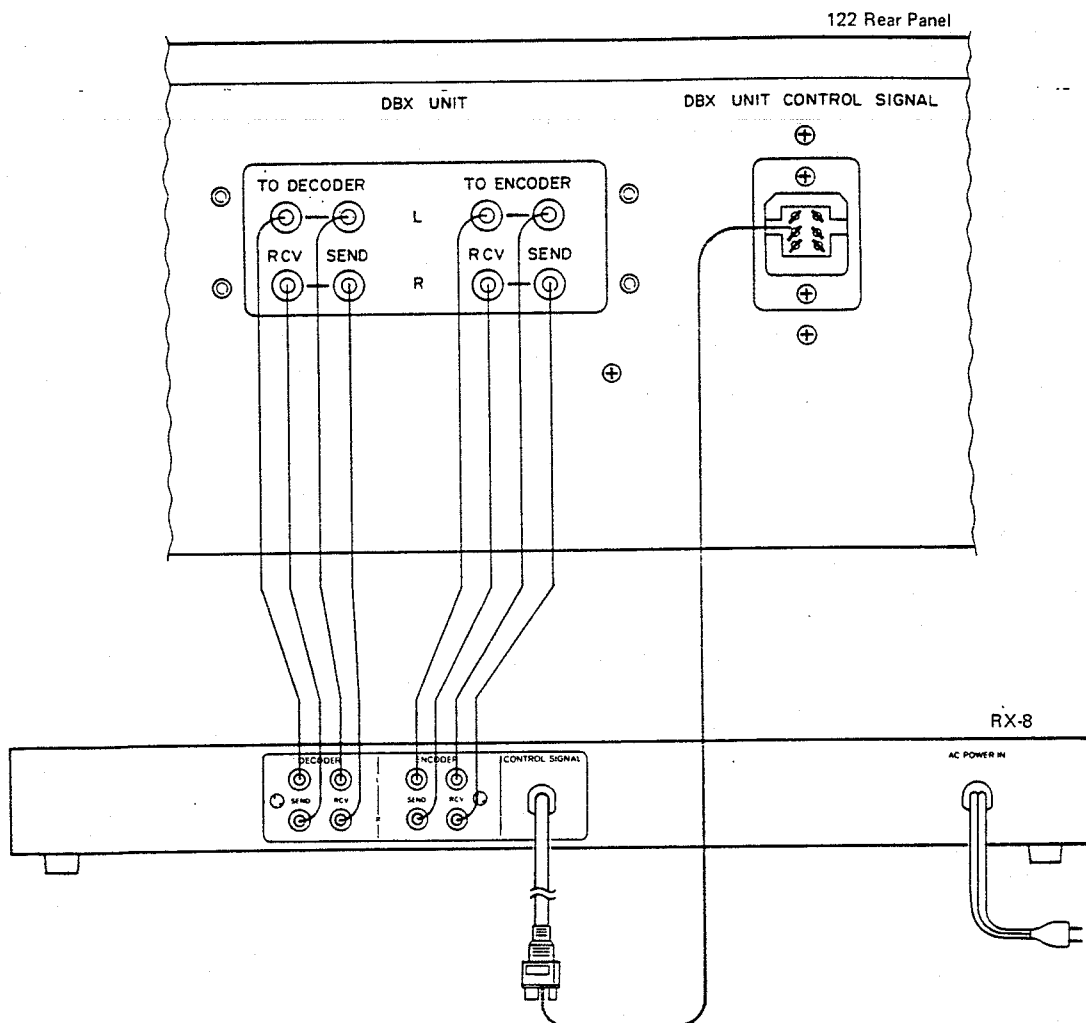 122 Rear Panel
DBX UNIT
DBX UNIT CONTROL SIGNAL
TO DECODER
TO ENCODER
L
RCV
SEND
RCV
SEND
R
RX-8
DECODER
ENCODER
CONTROL SIGNAL
AC POWER IN
SEND
RCV
SEND
RCV